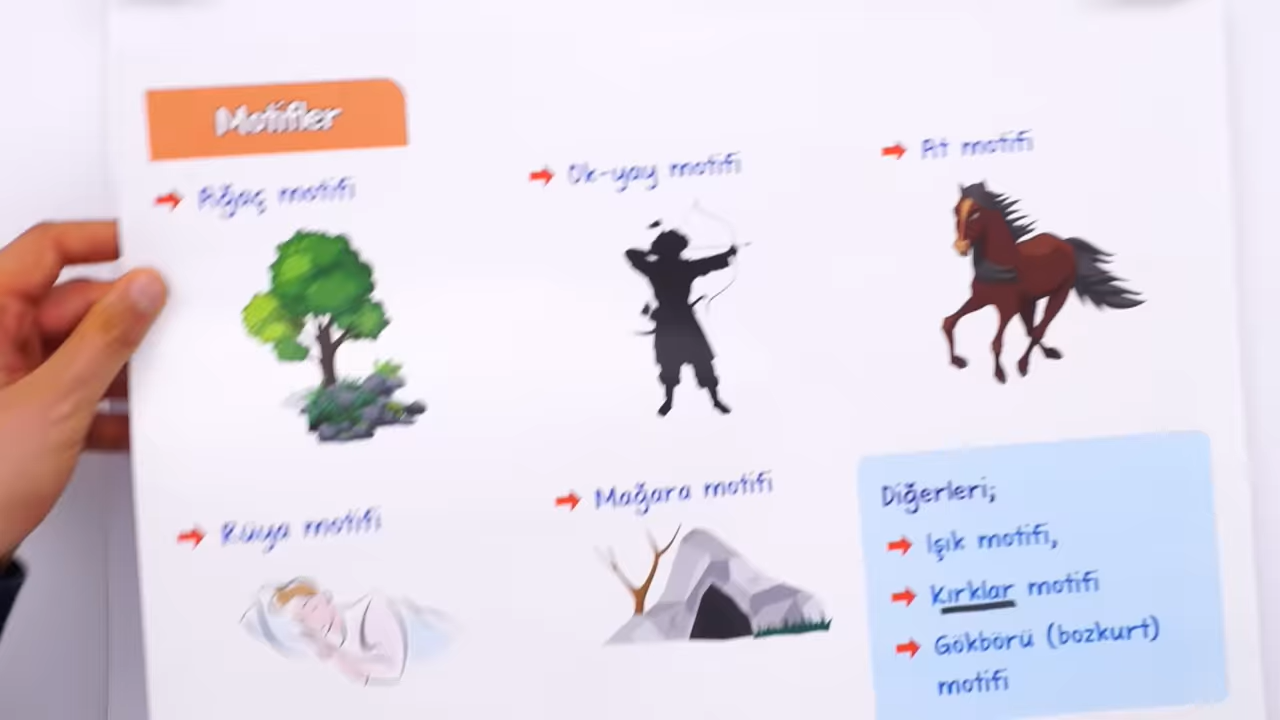 Motifler
Ağaç motifi
Ok-yay motifi
At motifi
Rüya motifi
Mağara motifi
Diğerleri;
Işık motifi,
Kırklar motifi
Gökbörü (bozkurt)
motifi